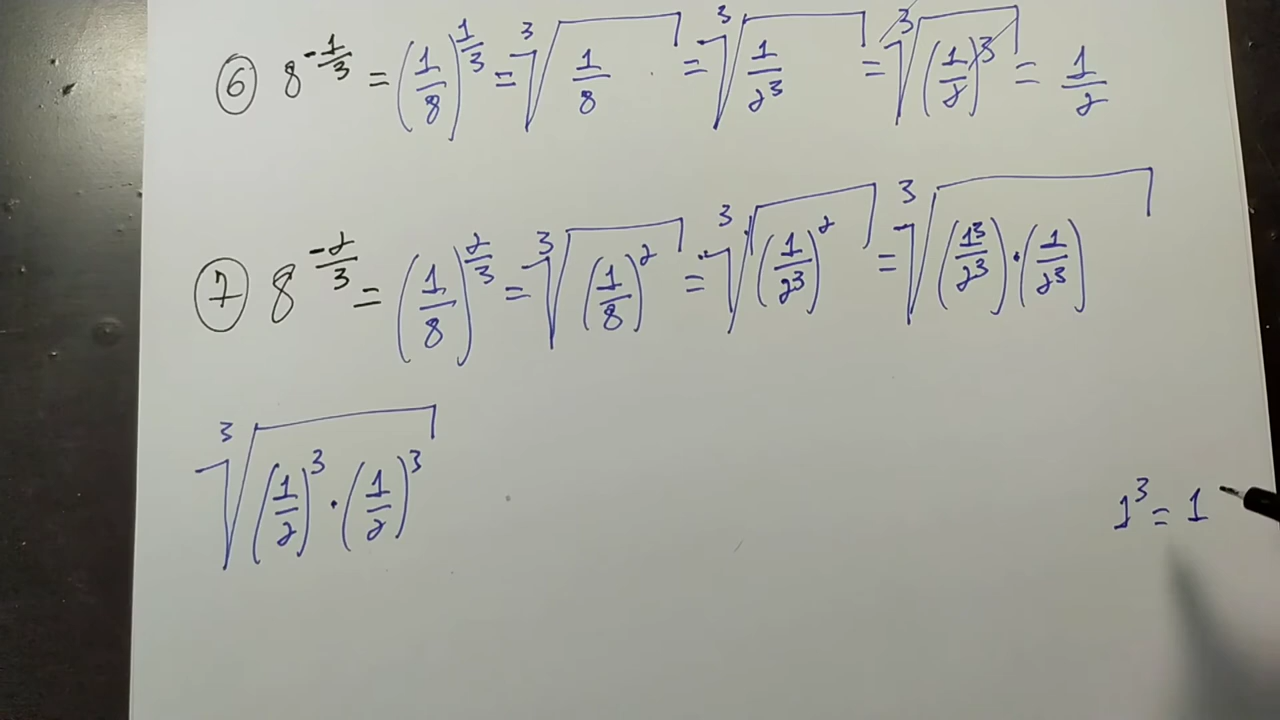 ⑥ 8^{-1/3} = (1/8)^{1/3} = ∛(1/8) = ∛(1/2³) = ∛((1/2)³) = 1/2
⑦ 8^{-2/3} = (1/8)^{2/3} = ∛((1/8)²) = ∛((1/2³)²) = ∛((1³/2³)·(1/2³))
∛((1/2)³·(1/2)³)
1³ = 1